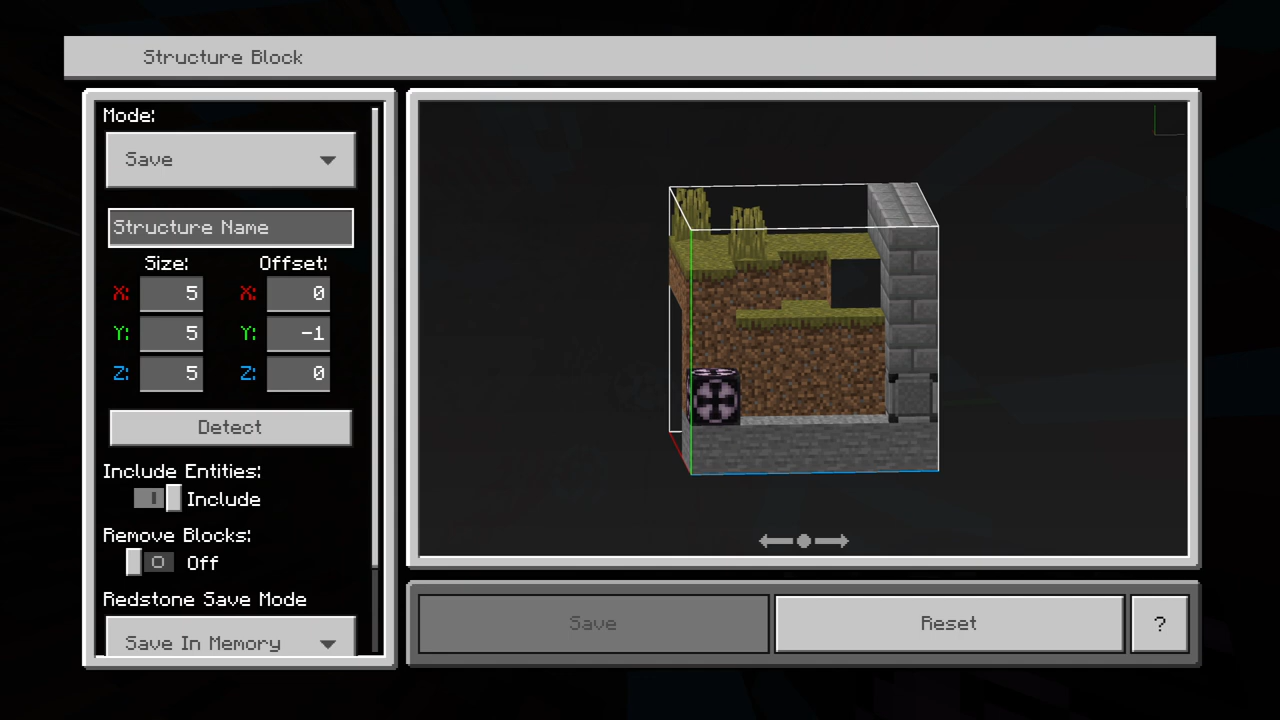 Structure Block
Mode:
Save
Structure Name
Size: Offset:
X: 5 X: 0
Y: 5 Y: -1
Z: 5 Z: 0
Detect
Include Entities:
Include
Remove Blocks:
Off
Redstone Save Mode
Save In Memory
Save Reset ?